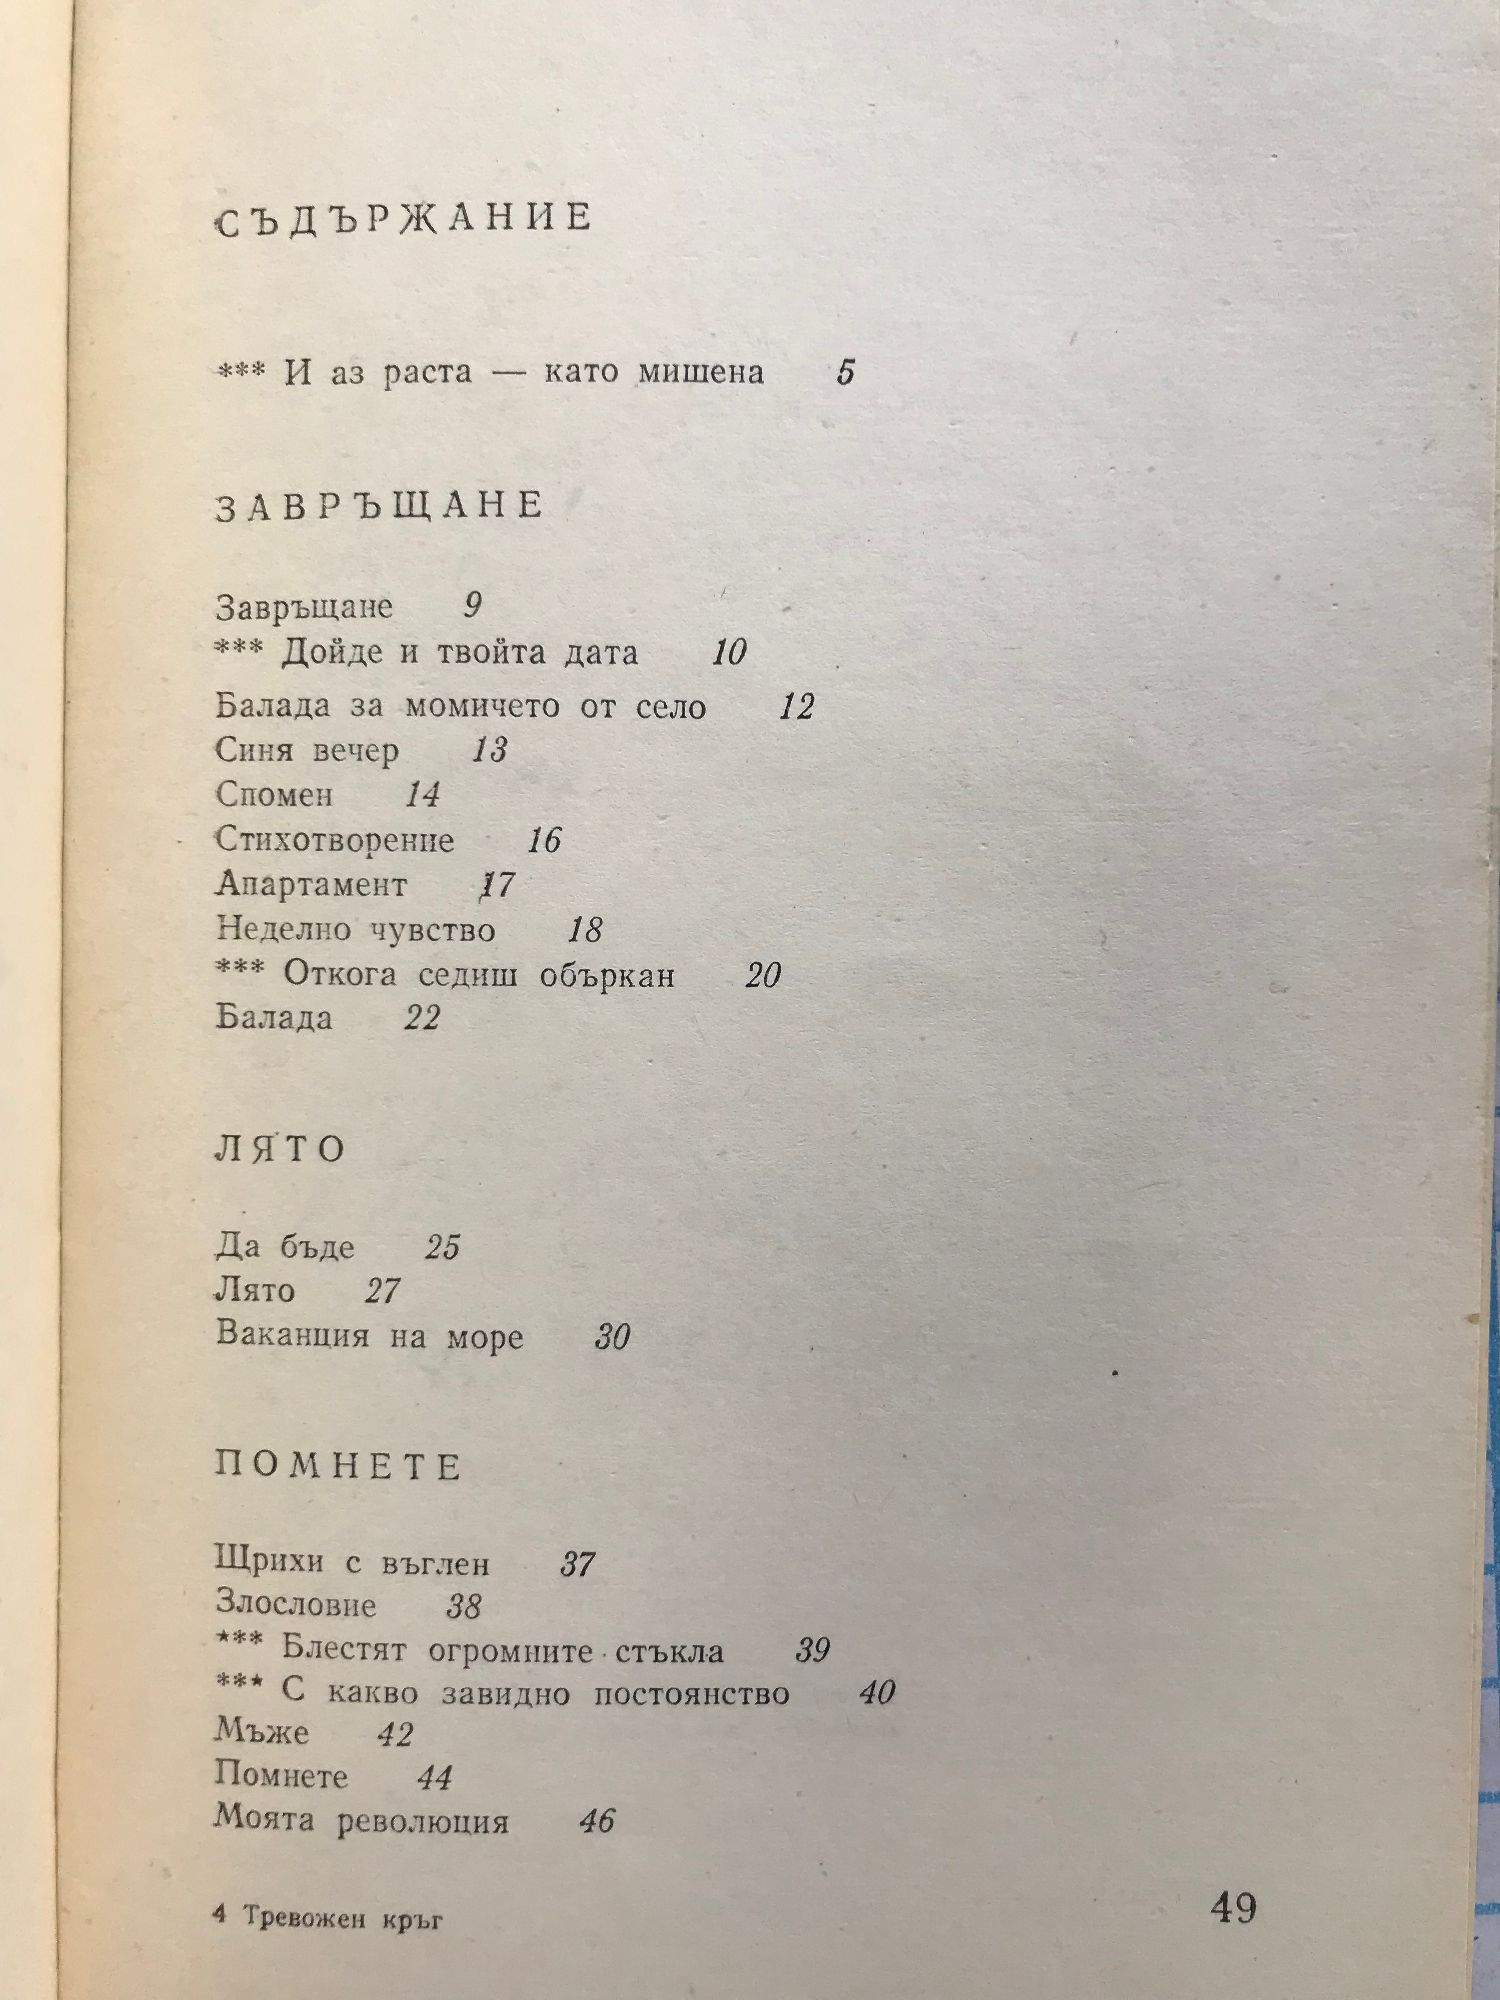 СЪДЪРЖАНИЕ
*** И аз раста — като мишена 5
ЗАВРЪЩАНЕ
Завръщане 9
*** Дойде и твойта дата 10
Балада за момичето от село 12
Синя вечер 13
Спомен 14
Стихотворение 16
Апартамент 17
Неделно чувство 18
*** Откога седиш объркан 20
Балада 22
ЛЯТО
Да бъде 25
Лято 27
Ваканция на море 30
ПОМНЕТЕ
Щрихи с въглен 37
Злословие 38
*** Блестят огромните стъкла 39
*** С какво завидно постоянство 40
Мъже 42
Помнете 44
Моята революция 46
4 Тревожен кръг 49